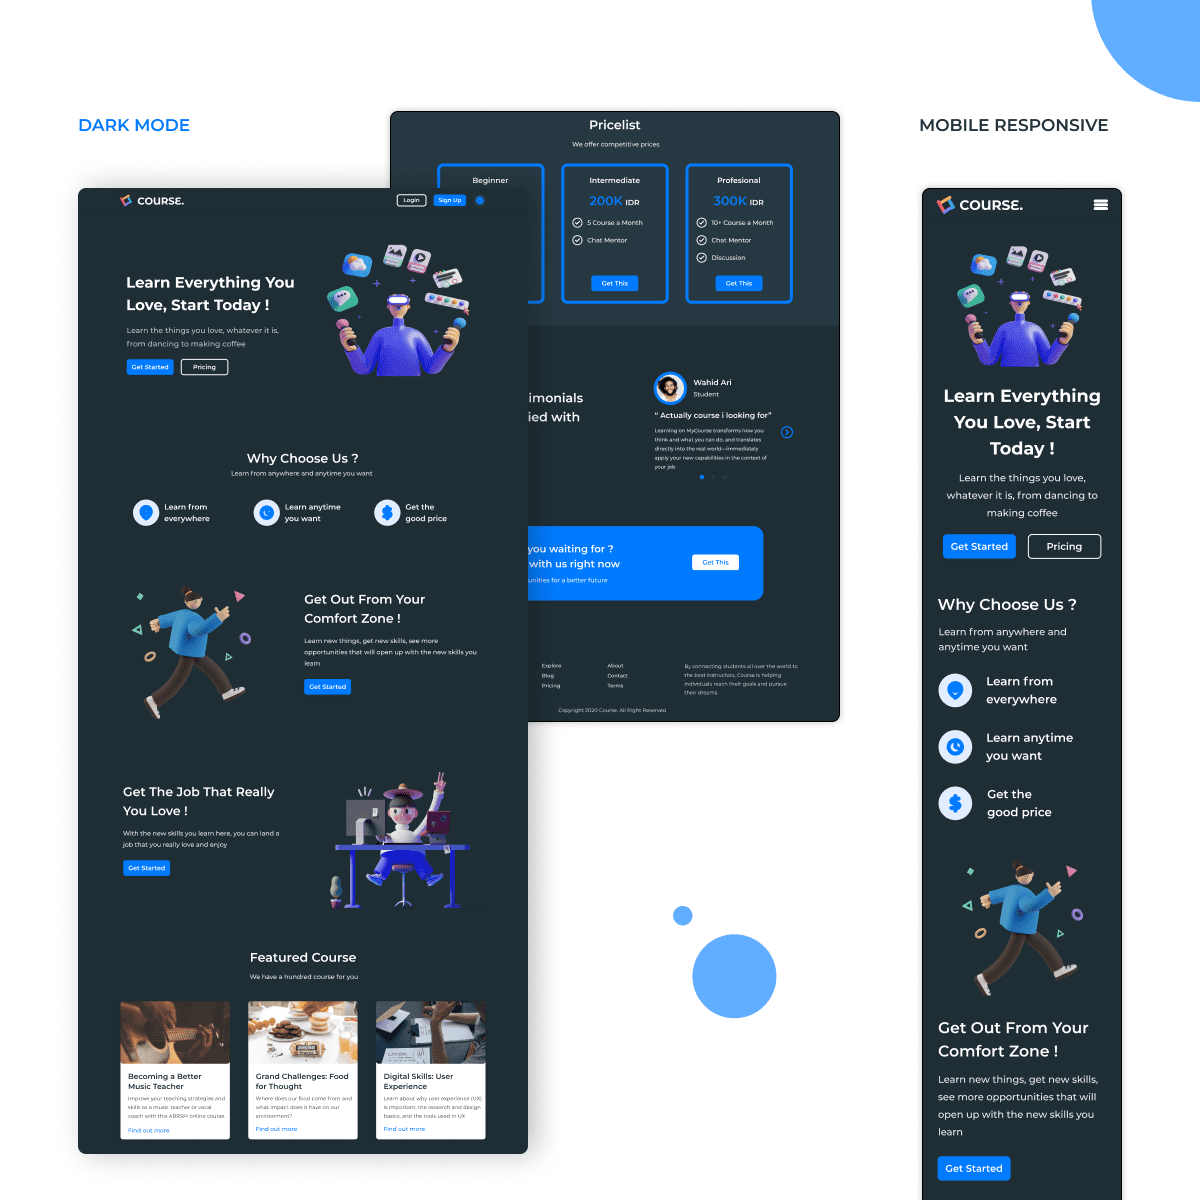 DARK MODE
COURSE.
Login
Sign Up
Learn Everything You
Love, Start Today !
Learn the things you love, whatever it is,
from dancing to making coffee
Get Started
Pricing
Why Choose Us ?
Learn from anywhere and anytime you want
Learn from
everywhere
Learn anytime
you want
Get the
good price
Get Out From Your
Comfort Zone !
Learn new things, get new skills, see more
opportunities that will open up with the new skills you
learn
Get Started
Get The Job That Really
You Love !
With the new skills you learn here, you can land a
job that you really love and enjoy
Get Started
Featured Course
We have a hundred course for you
Becoming a Better
Music Teacher
Improve your teaching strategies and
skills as a music teacher or vocal
coach with this ABRSM online course.
Find out more
Grand Challenges: Food
for Thought
Where does our food come from and
what impact does it have on our
environment?
Find out more
Digital Skills: User
Experience
Learn about why user experience (UX)
is important, the research and design
basics, and the tools used in UX
Find out more
Pricelist
We offer competitive prices
Beginner
Intermediate
200K IDR
5 Course a Month
Chat Mentor
Get This
Profesional
300K IDR
10+ Course a Month
Chat Mentor
Discussion
Get This
imonials
ied with
Wahid Ari
Student
“ Actually course i looking for”
Learning on MyCourse transforms how you
think and what you can do, and translates
directly into the real world—immediately
apply your new capabilities in the context of
your job
you waiting for ?
with us right now
unities for a better future
Get This
Explore
Blog
Pricing
About
Contact
Terms
By connecting students all over the world to
the best instructors, Course is helping
individuals reach their goals and pursue
their dreams.
Copyright 2020 Course. All Right Reserved
MOBILE RESPONSIVE
COURSE.
Learn Everything
You Love, Start
Today !
Learn the things you love,
whatever it is, from dancing to
making coffee
Get Started
Pricing
Why Choose Us ?
Learn from anywhere and
anytime you want
Learn from
everywhere
Learn anytime
you want
Get the
good price
Get Out From Your
Comfort Zone !
Learn new things, get new skills,
see more opportunities that will
open up with the new skills you
learn
Get Started